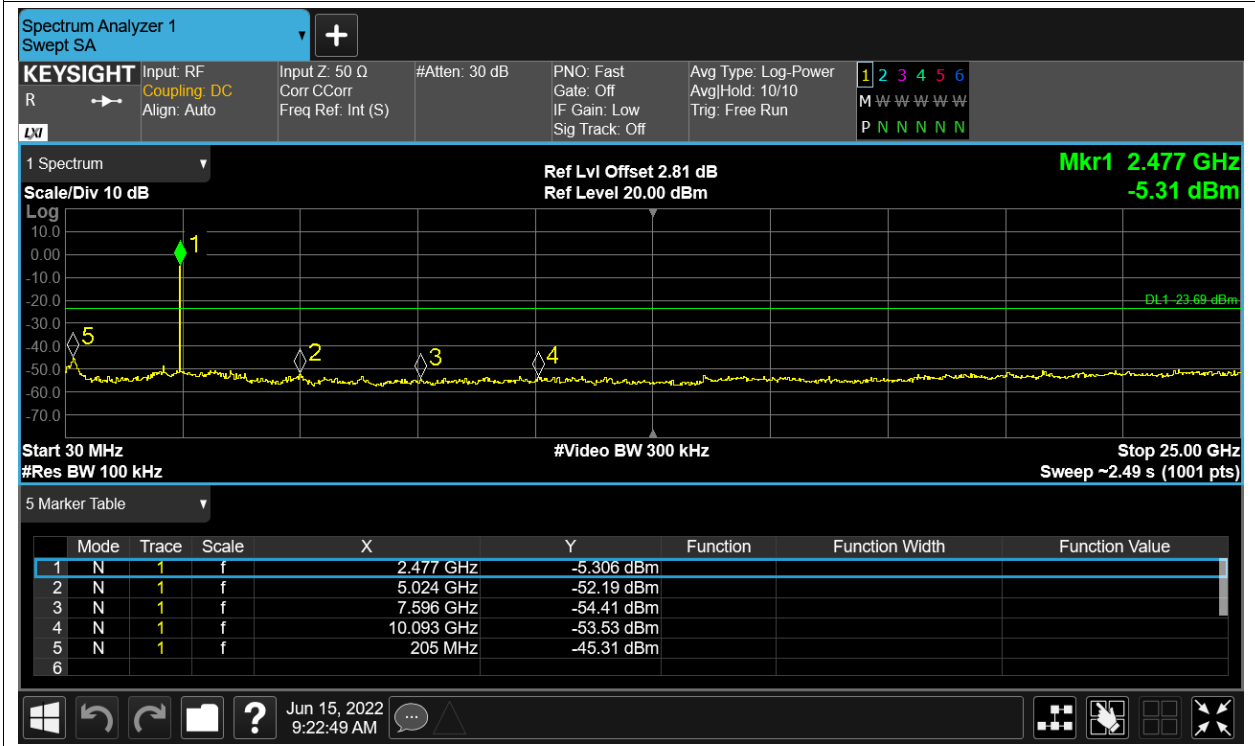 Spectrum Analyzer 1
Swept SA
KEYSIGHT
R
LXI
Input: RF
Coupling: DC
Align: Auto
Input Z: 50 Ω
Corr CCorr
Freq Ref: Int (S)
#Atten: 30 dB
PNO: Fast
Gate: Off
IF Gain: Low
Sig Track: Off
Avg Type: Log-Power
Avg|Hold: 10/10
Trig: Free Run
1 2 3 4 5 6
M W W W W W
P N N N N N
1 Spectrum
Scale/Div 10 dB
Ref Lvl Offset 2.81 dB
Ref Level 20.00 dBm
Mkr1 2.477 GHz
-5.31 dBm
Log
10.0
0.00
-10.0
-20.0
-30.0
-40.0
-50.0
-60.0
-70.0
1
DL1 -23.69 dBm
5
2
3
4
Start 30 MHz
#Video BW 300 kHz
Stop 25.00 GHz
#Res BW 100 kHz
Sweep ~2.49 s (1001 pts)
5 Marker Table
Mode Trace Scale X Y Function Function Width Function Value
1 N 1 f 2.477 GHz -5.306 dBm
2 N 1 f 5.024 GHz -52.19 dBm
3 N 1 f 7.596 GHz -54.41 dBm
4 N 1 f 10.093 GHz -53.53 dBm
5 N 1 f 205 MHz -45.31 dBm
6
?
Jun 15, 2022
9:22:49 AM